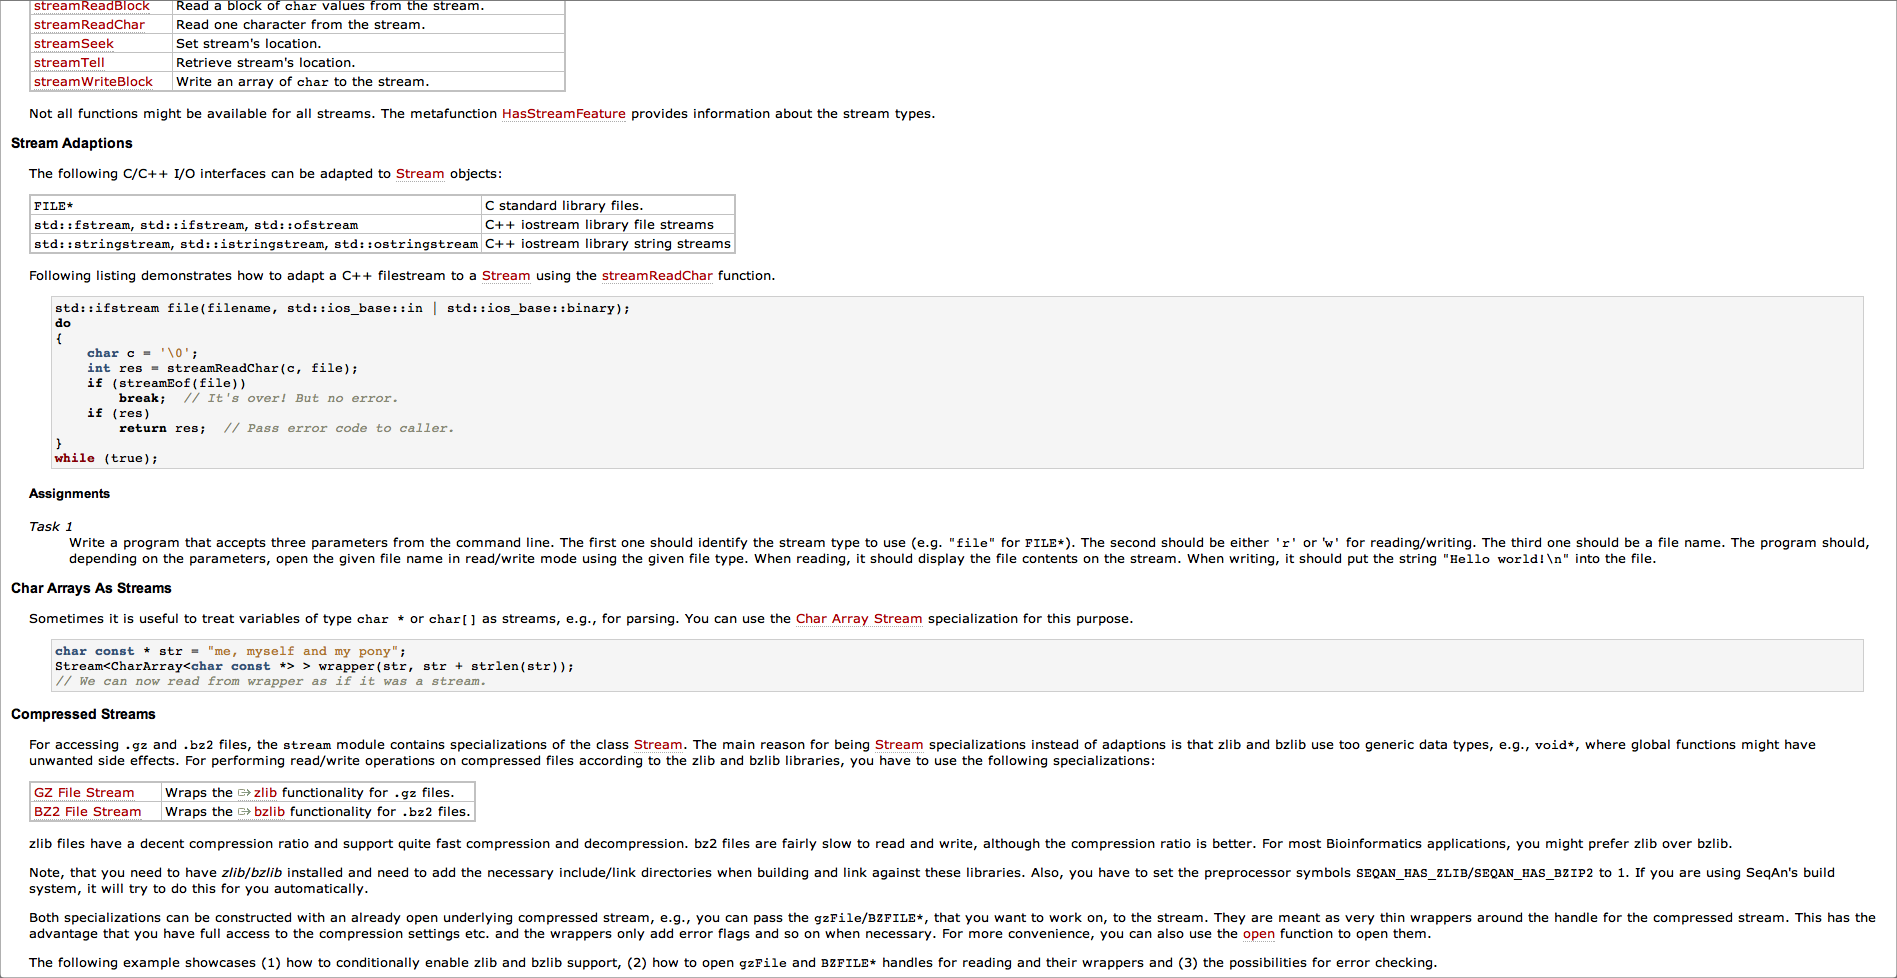 streamReadBlock Read a block of char values from the stream.
streamReadChar Read one character from the stream.
streamSeek Set stream's location.
streamTell Retrieve stream's location.
streamWriteBlock Write an array of char to the stream.
Not all functions might be available for all streams. The metafunction HasStreamFeature provides information about the stream types.
Stream Adaptions
The following C/C++ I/O interfaces can be adapted to Stream objects:
FILE* C standard library files.
std::fstream, std::ifstream, std::ofstream C++ iostream library file streams
std::stringstream, std::istringstream, std::ostringstream C++ iostream library string streams
Following listing demonstrates how to adapt a C++ filestream to a Stream using the streamReadChar function.
std::ifstream file(filename, std::ios_base::in | std::ios_base::binary);
do
{
    char c = '\0';
    int res = streamReadChar(c, file);
    if (streamEof(file))
        break;  // It's over! But no error.
    if (res)
        return res;  // Pass error code to caller.
}
while (true);
Assignments
Task 1
Write a program that accepts three parameters from the command line. The first one should identify the stream type to use (e.g. "file" for FILE*). The second should be either 'r' or 'w' for reading/writing. The third one should be a file name. The program should,
depending on the parameters, open the given file name in read/write mode using the given file type. When reading, it should display the file contents on the stream. When writing, it should put the string "Hello world!\n" into the file.
Char Arrays As Streams
Sometimes it is useful to treat variables of type char * or char[] as streams, e.g., for parsing. You can use the Char Array Stream specialization for this purpose.
char const * str = "me, myself and my pony";
Stream<CharArray<char const *> > wrapper(str, str + strlen(str));
// We can now read from wrapper as if it was a stream.
Compressed Streams
For accessing .gz and .bz2 files, the stream module contains specializations of the class Stream. The main reason for being Stream specializations instead of adaptions is that zlib and bzlib use too generic data types, e.g., void*, where global functions might have
unwanted side effects. For performing read/write operations on compressed files according to the zlib and bzlib libraries, you have to use the following specializations:
GZ File Stream Wraps the zlib functionality for .gz files.
BZ2 File Stream Wraps the bzlib functionality for .bz2 files.
zlib files have a decent compression ratio and support quite fast compression and decompression. bz2 files are fairly slow to read and write, although the compression ratio is better. For most Bioinformatics applications, you might prefer zlib over bzlib.
Note, that you need to have zlib/bzlib installed and need to add the necessary include/link directories when building and link against these libraries. Also, you have to set the preprocessor symbols SEQAN_HAS_ZLIB/SEQAN_HAS_BZIP2 to 1. If you are using SeqAn's build
system, it will try to do this for you automatically.
Both specializations can be constructed with an already open underlying compressed stream, e.g., you can pass the gzFile/BZFILE*, that you want to work on, to the stream. They are meant as very thin wrappers around the handle for the compressed stream. This has the
advantage that you have full access to the compression settings etc. and the wrappers only add error flags and so on when necessary. For more convenience, you can also use the open function to open them.
The following example showcases (1) how to conditionally enable zlib and bzlib support, (2) how to open gzFile and BZFILE* handles for reading and their wrappers and (3) the possibilities for error checking.